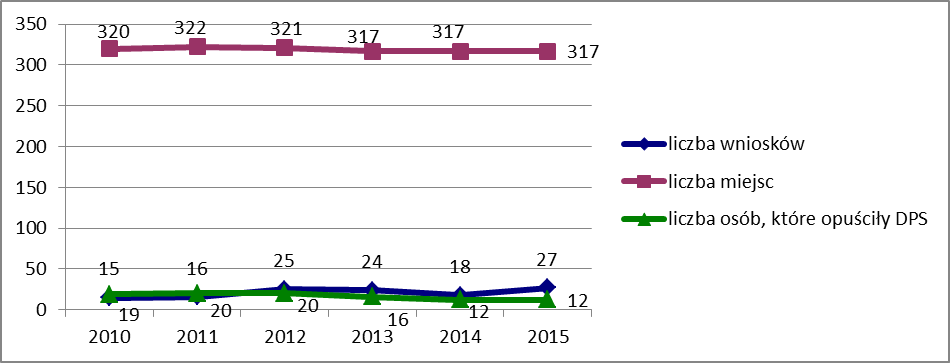 350
300
250
200
150
100
50
0
320 322 321 317 317 317
15 16 25 24 18 27
19 20 20 16 12 12
2010 2011 2012 2013 2014 2015
liczba wniosków
liczba miejsc
liczba osób, które opuściły DPS